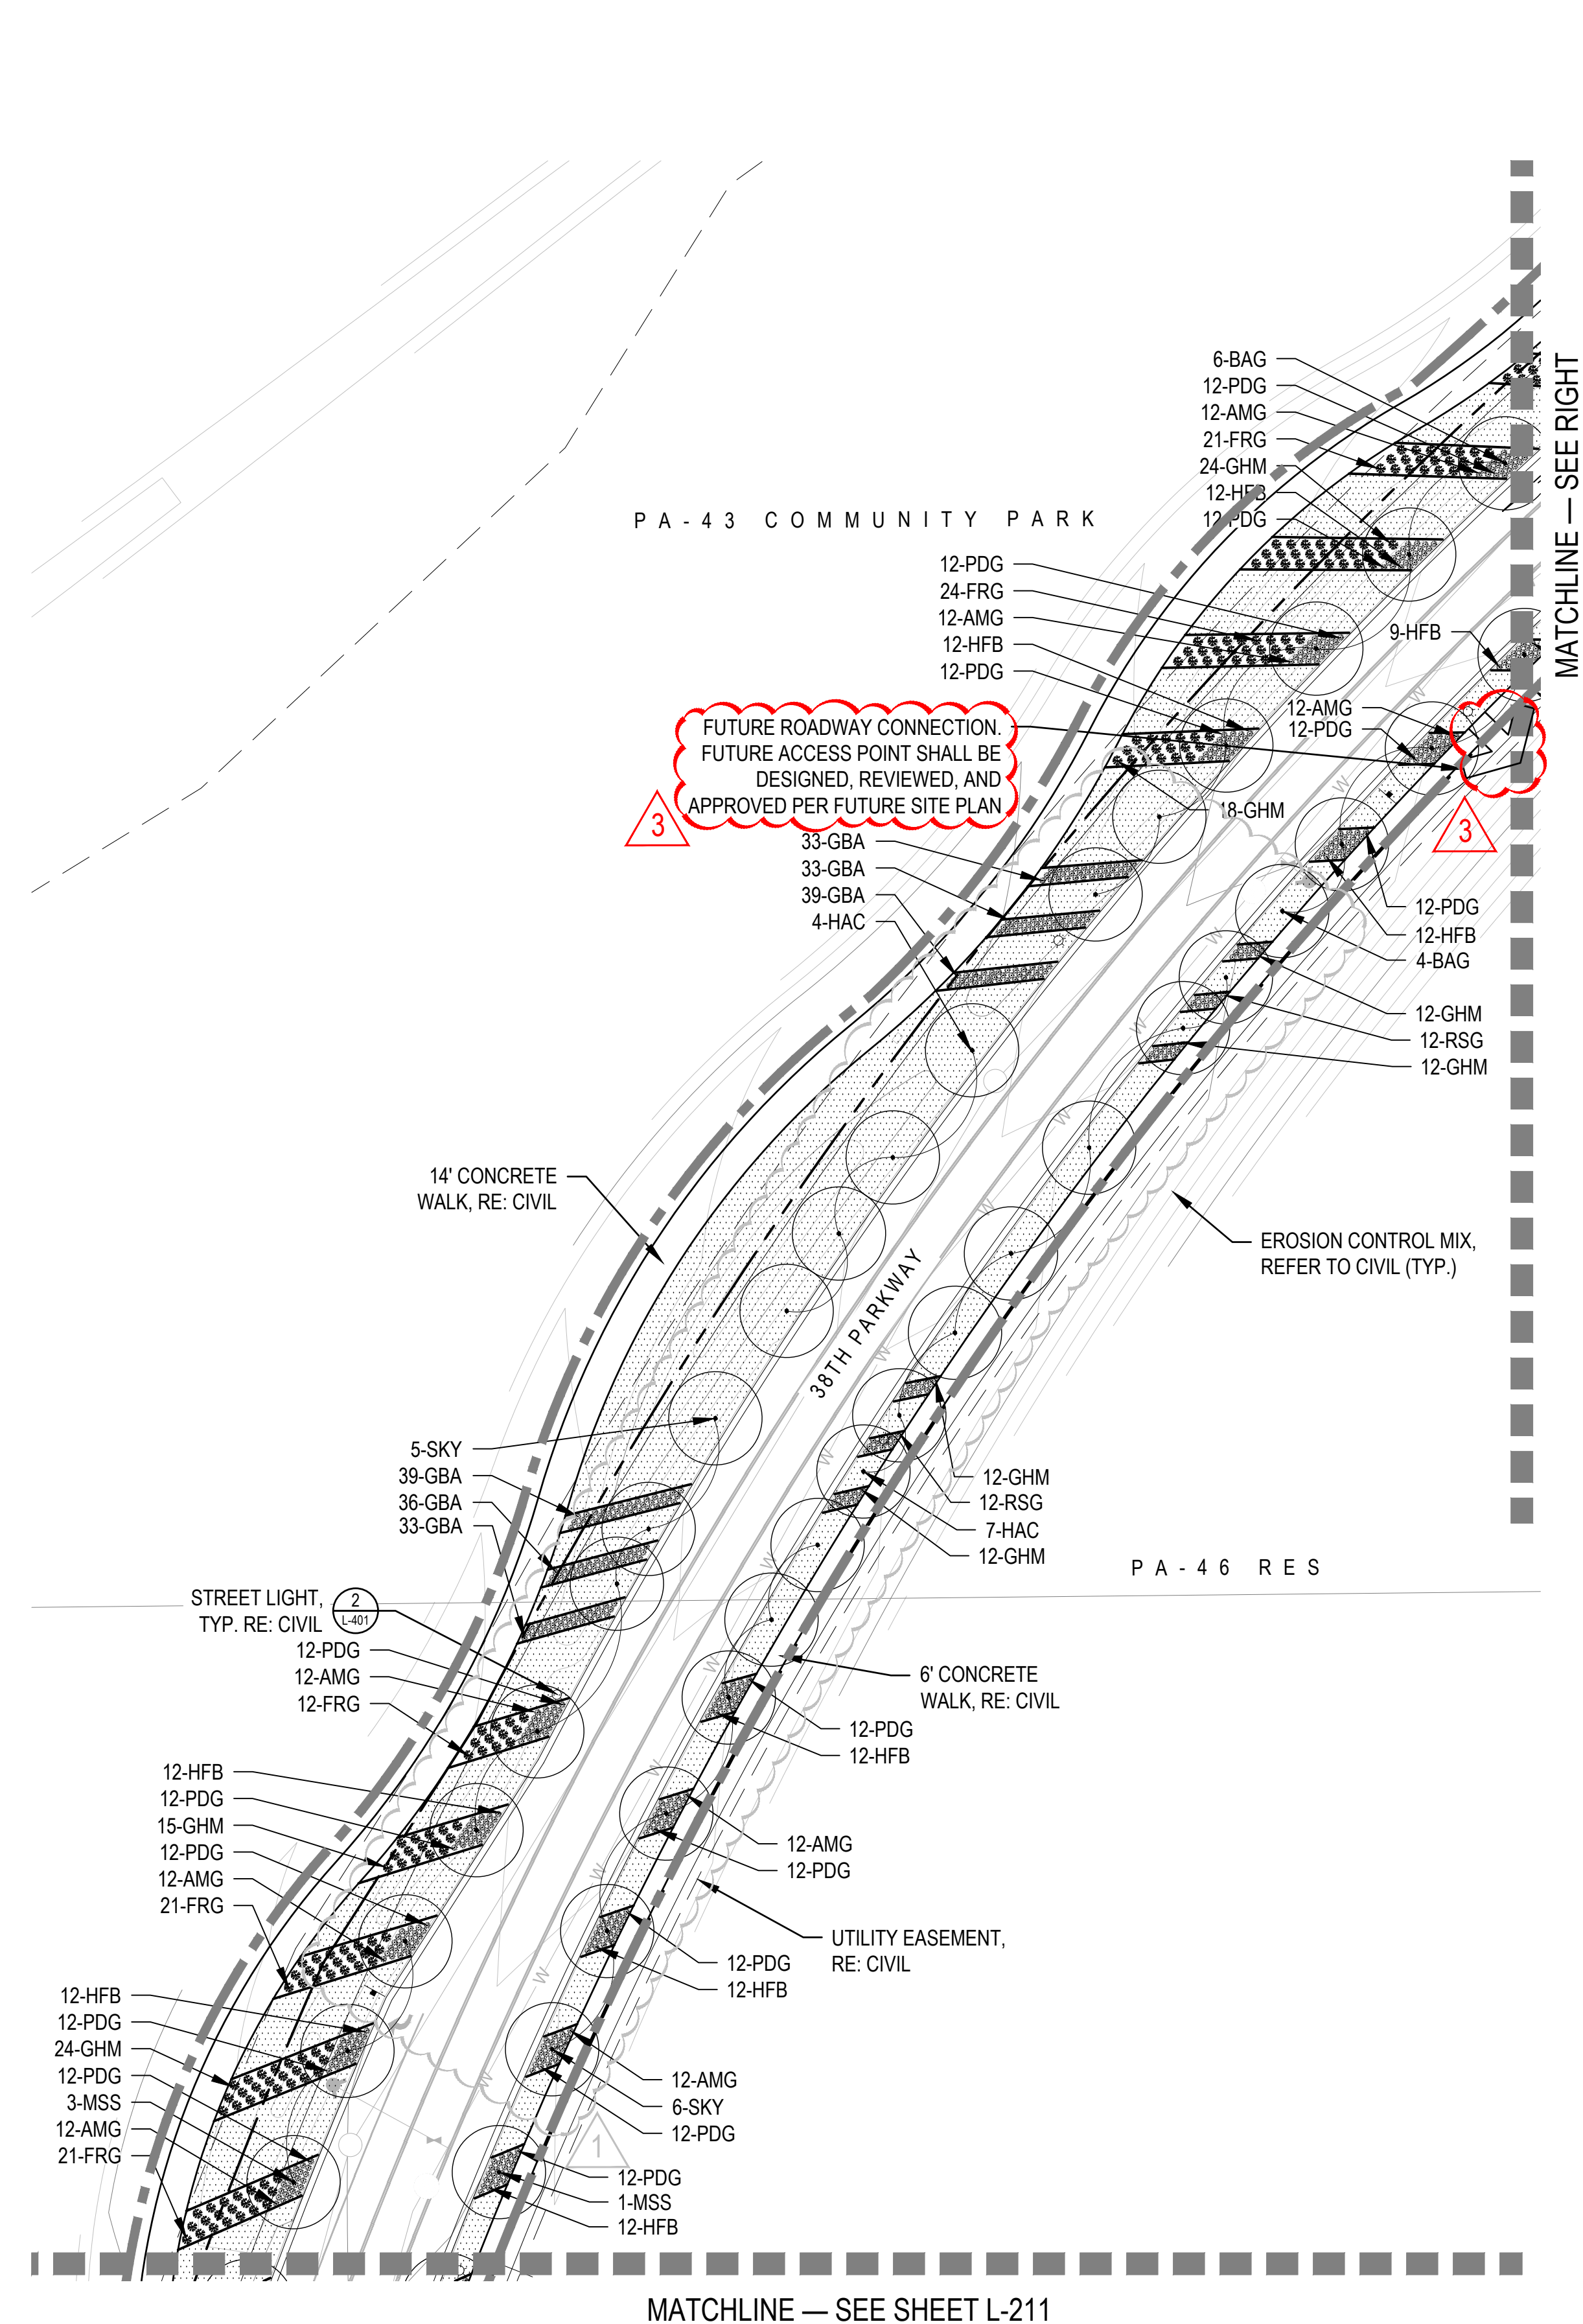 6-BAG
12-PDG
12-AMG
21-FRG
24-GHM
12-HFB
12-PDG
MATCHLINE — SEE RIGHT
PA-43 COMMUNITY PARK
12-PDG
24-FRG
12-AMG
12-HFB
12-PDG
9-HFB
12-AMG
12-PDG
FUTURE ROADWAY CONNECTION.
FUTURE ACCESS POINT SHALL BE
DESIGNED, REVIEWED, AND
APPROVED PER FUTURE SITE PLAN
3
18-GHM
3
33-GBA
33-GBA
39-GBA
4-HAC
12-PDG
12-HFB
4-BAG
12-GHM
12-RSG
12-GHM
14' CONCRETE
WALK, RE: CIVIL
EROSION CONTROL MIX,
REFER TO CIVIL (TYP.)
38TH PARKWAY
W
W
W
W
W
W
W
W
W
W
W
W
W
W
5-SKY
39-GBA
36-GBA
33-GBA
12-GHM
12-RSG
7-HAC
12-GHM
PA-46 RES
STREET LIGHT,
TYP. RE: CIVIL
2
L-401
12-PDG
12-AMG
12-FRG
6' CONCRETE
WALK, RE: CIVIL
12-PDG
12-HFB
12-HFB
12-PDG
15-GHM
12-PDG
12-AMG
21-FRG
12-AMG
12-PDG
UTILITY EASEMENT,
RE: CIVIL
12-PDG
12-HFB
12-HFB
12-PDG
24-GHM
12-PDG
3-MSS
12-AMG
21-FRG
12-AMG
6-SKY
12-PDG
1
12-PDG
1-MSS
12-HFB
MATCHLINE — SEE SHEET L-211